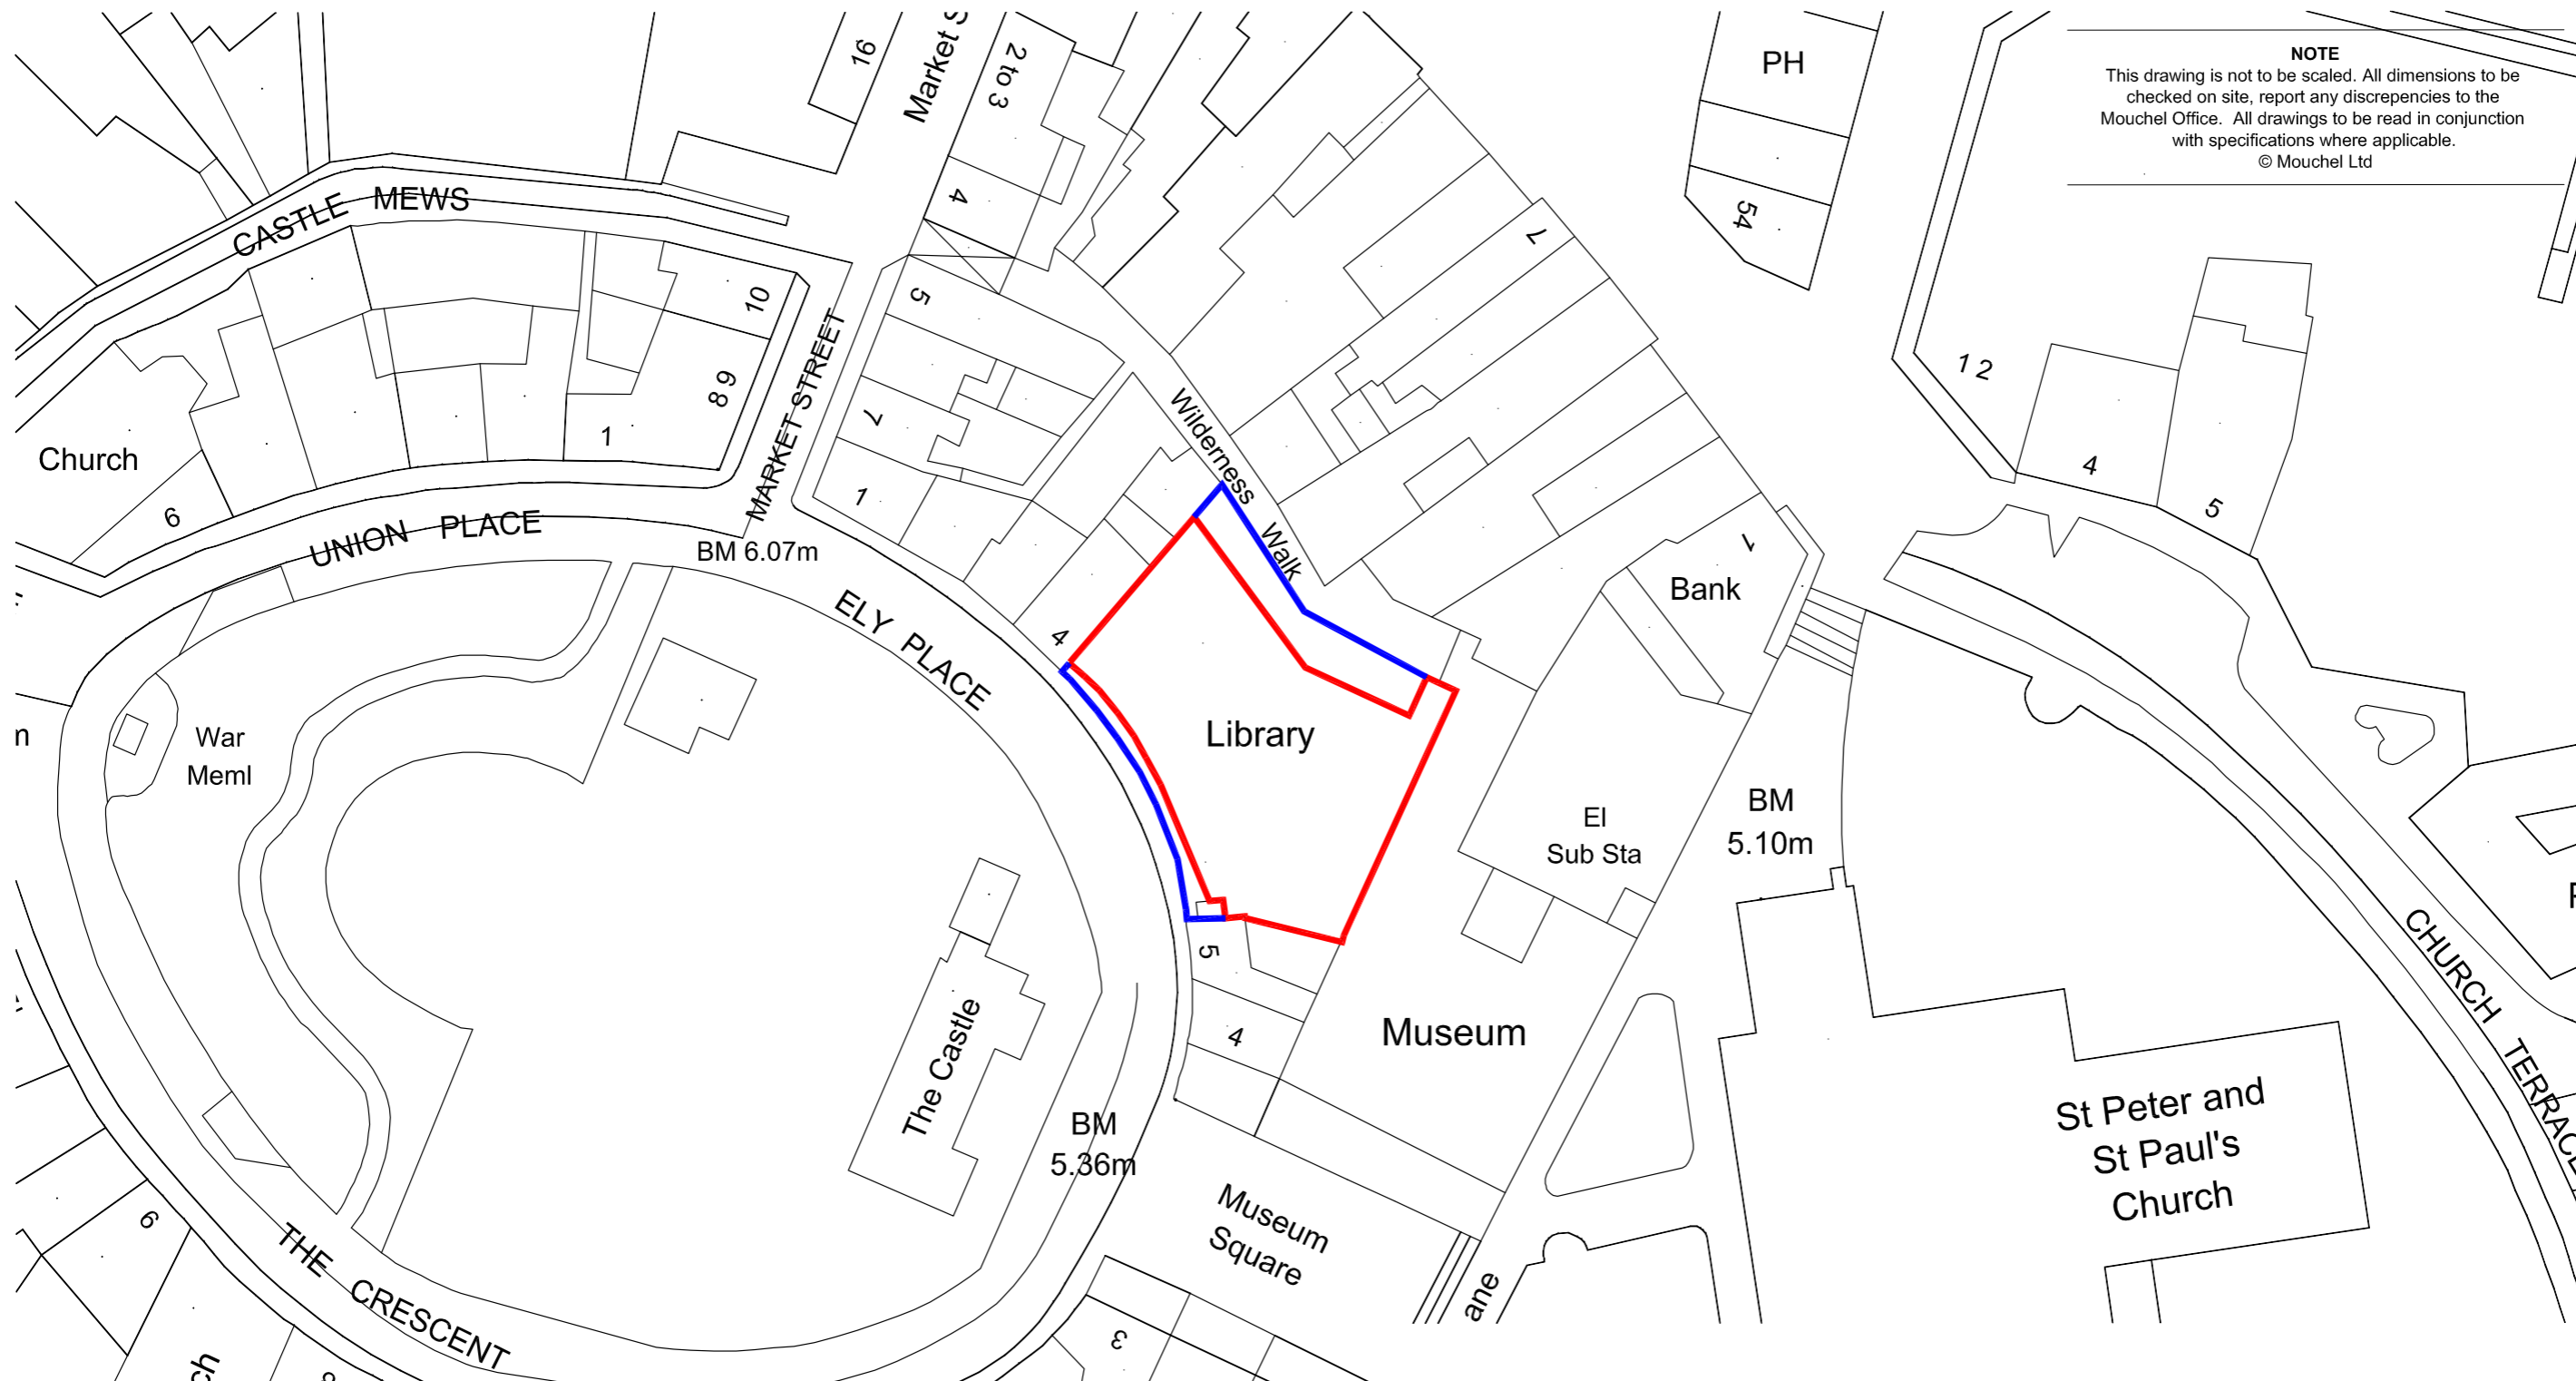 NOTE
This drawing is not to be scaled. All dimensions to be
checked on site, report any discrepencies to the
Mouchel Office. All drawings to be read in conjunction
with specifications where applicable.
© Mouchel Ltd
16
2 to 3
4
PH
54
7
CASTLE MEWS
10
8 9
1
MARKET STREET
5
7
1
Wilderness Walk
1 2
4
5
Church
6
UNION PLACE
BM 6.07m
ELY PLACE
4
1
Bank
War
Meml
Library
El
Sub Sta
BM
5.10m
5
4
Museum
The Castle
BM
5.36m
Museum
Square
St Peter and
St Paul's
Church
CHURCH TERRACE
6
THE CRESCENT
3
ane